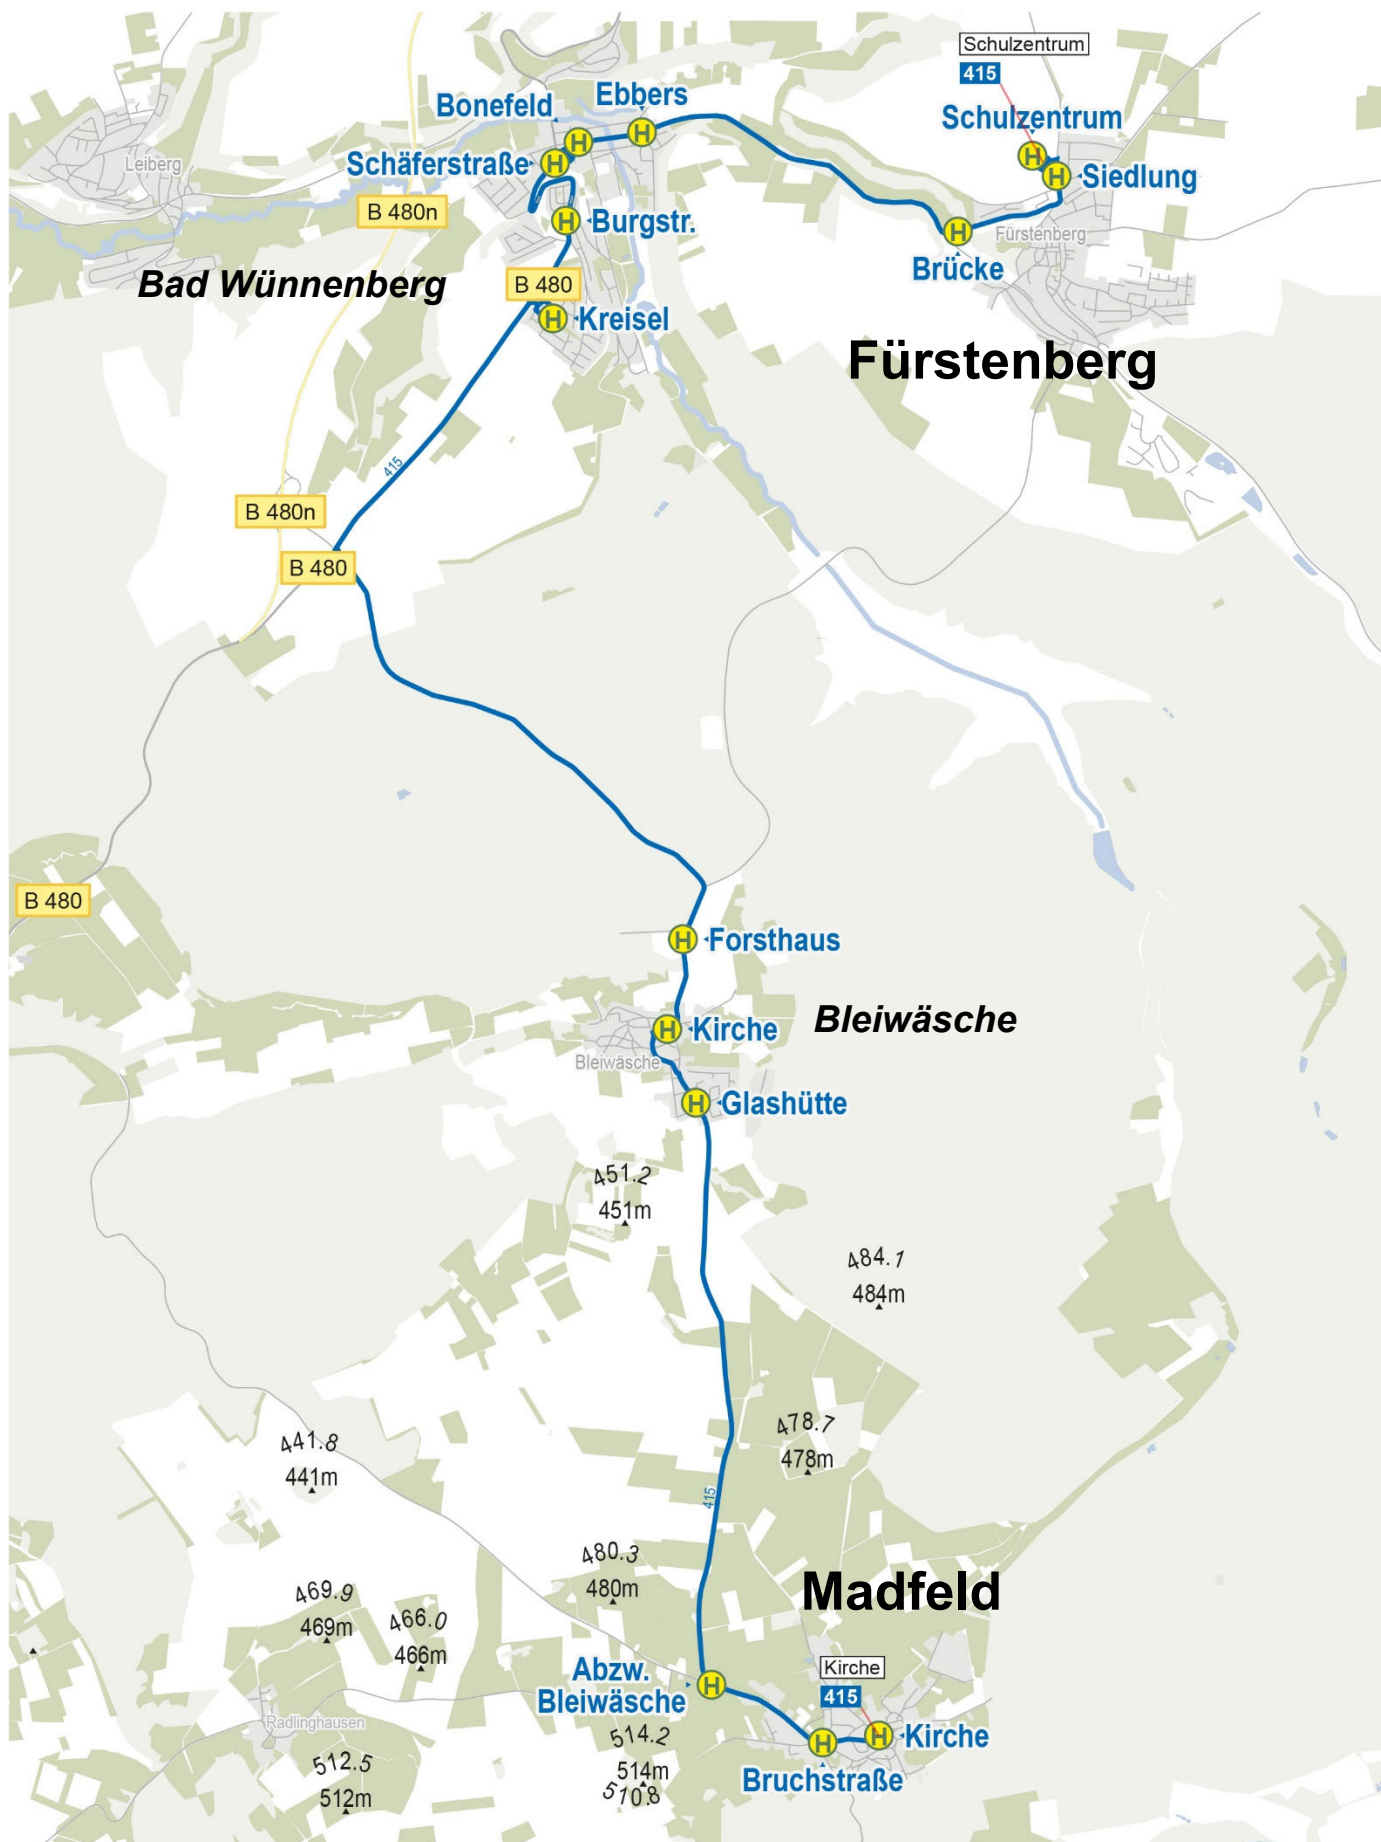 Schulzentrum
415
Ebbers
Bonefeld
Schulzentrum
Leiberg
Schäferstraße
Siedlung
B 480n
Burgstr.
Fürstenberg
Brücke
Bad Wünnenberg
B 480
Kreisel
Fürstenberg
415
B 480n
B 480
B 480
Forsthaus
Kirche
Bleiwäsche
Bleiwäsche
Glashütte
451.2
451m
484.1
484m
478.7
478m
441.8
441m
415
480.3
480m
Madfeld
469.9
469m
466.0
466m
Abzw.
Bleiwäsche
Kirche
415
Radlinghausen
514.2
514m
510.8
Kirche
512.5
512m
Bruchstraße
H
H
H
H
H
H
H
H
H
H
H
H
H
H